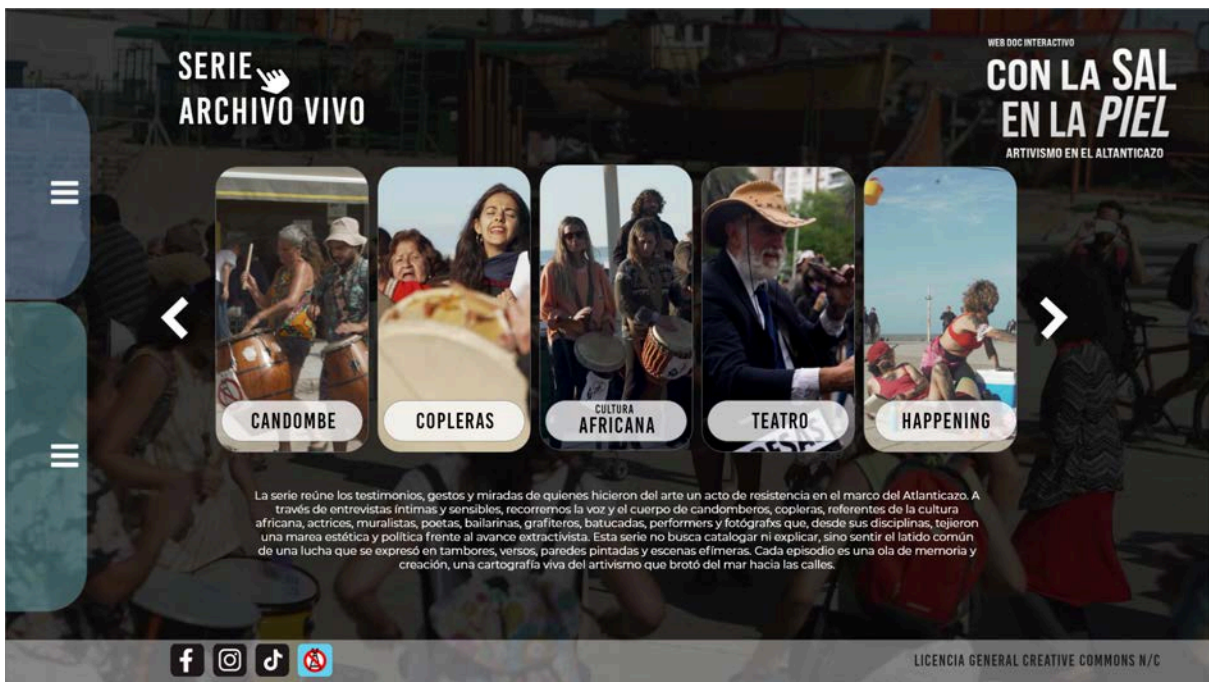 SERIE
ARCHIVO VIVO
WEB DOC INTERACTIVO
CON LA SAL
EN LA PIEL
ARTIVISMO EN EL ALTANTICAZO
CANDOMBE
COPLERAS
CULTURA
AFRICANA
TEATRO
HAPPENING
La serie reúne los testimonios, gestos y miradas de quienes hicieron del arte un acto de resistencia en el marco del Atlanticazo. A
través de entrevistas íntimas y sensibles, recorremos la voz y el cuerpo de candomberos, copleras, referentes de la cultura
africana, actrices, muralistas, poetas, bailarinas, grafiteros, batucadas, performers y fotógrafxs que, desde sus disciplinas, tejieron
una marea estética y política frente al avance extractivista. Esta serie no busca catalogar ni explicar, sino sentir el latido común
de una lucha que se expresó en tambores, versos, paredes pintadas y escenas efímeras. Cada episodio es una ola de memoria y
creación, una cartografía viva del artivismo que brotó del mar hacia las calles.
LICENCIA GENERAL CREATIVE COMMONS N/C